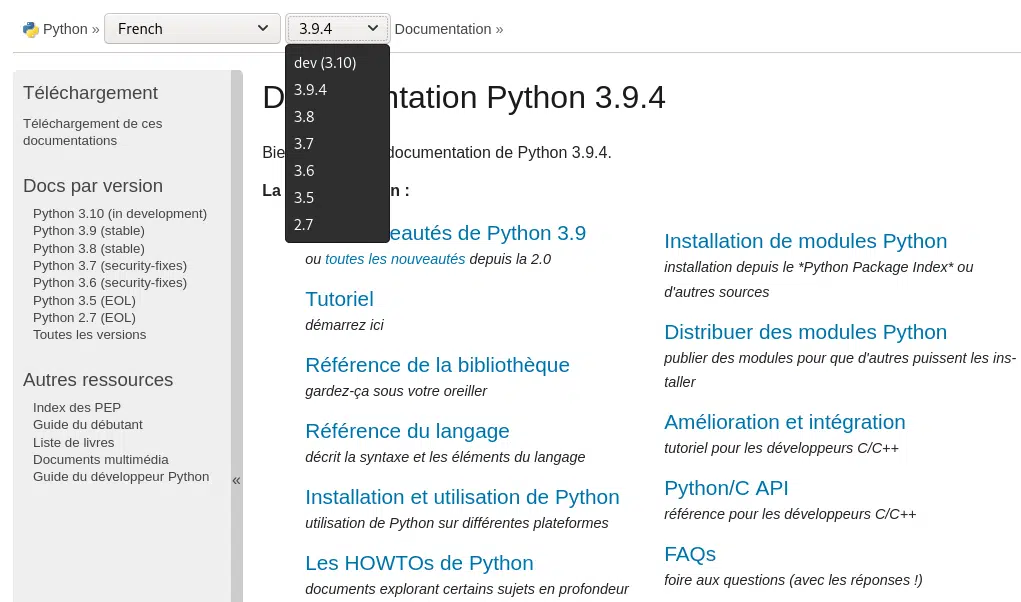 Python » French 3.9.4 Documentation »
dev (3.10)
3.9.4
3.8
3.7
3.6
3.5
2.7
Téléchargement
Téléchargement de ces
documentations
Docs par version
Python 3.10 (in development)
Python 3.9 (stable)
Python 3.8 (stable)
Python 3.7 (security-fixes)
Python 3.6 (security-fixes)
Python 3.5 (EOL)
Python 2.7 (EOL)
Toutes les versions
Autres ressources
Index des PEP
Guide du débutant
Liste de livres
Documents multimédia
Guide du développeur Python
«
D ntation Python 3.9.4
Bie documentation de Python 3.9.4.
La n :
eautés de Python 3.9
ou toutes les nouveautés depuis la 2.0
Tutoriel
démarrez ici
Référence de la bibliothèque
gardez-ça sous votre oreiller
Référence du langage
décrit la syntaxe et les éléments du langage
Installation et utilisation de Python
utilisation de Python sur différentes plateformes
Les HOWTOs de Python
documents explorant certains sujets en profondeur
Installation de modules Python
installation depuis le *Python Package Index* ou
d'autres sources
Distribuer des modules Python
publier des modules pour que d'autres puissent les ins-
taller
Amélioration et intégration
tutoriel pour les développeurs C/C++
Python/C API
référence pour les développeurs C/C++
FAQs
foire aux questions (avec les réponses !)